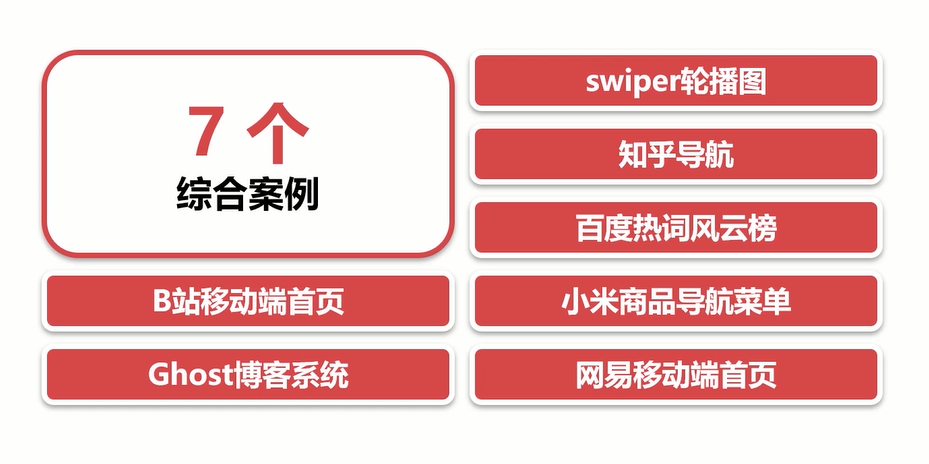 7 个
综合案例
B站移动端首页
Ghost博客系统
swiper轮播图
知乎导航
百度热词风云榜
小米商品导航菜单
网易移动端首页